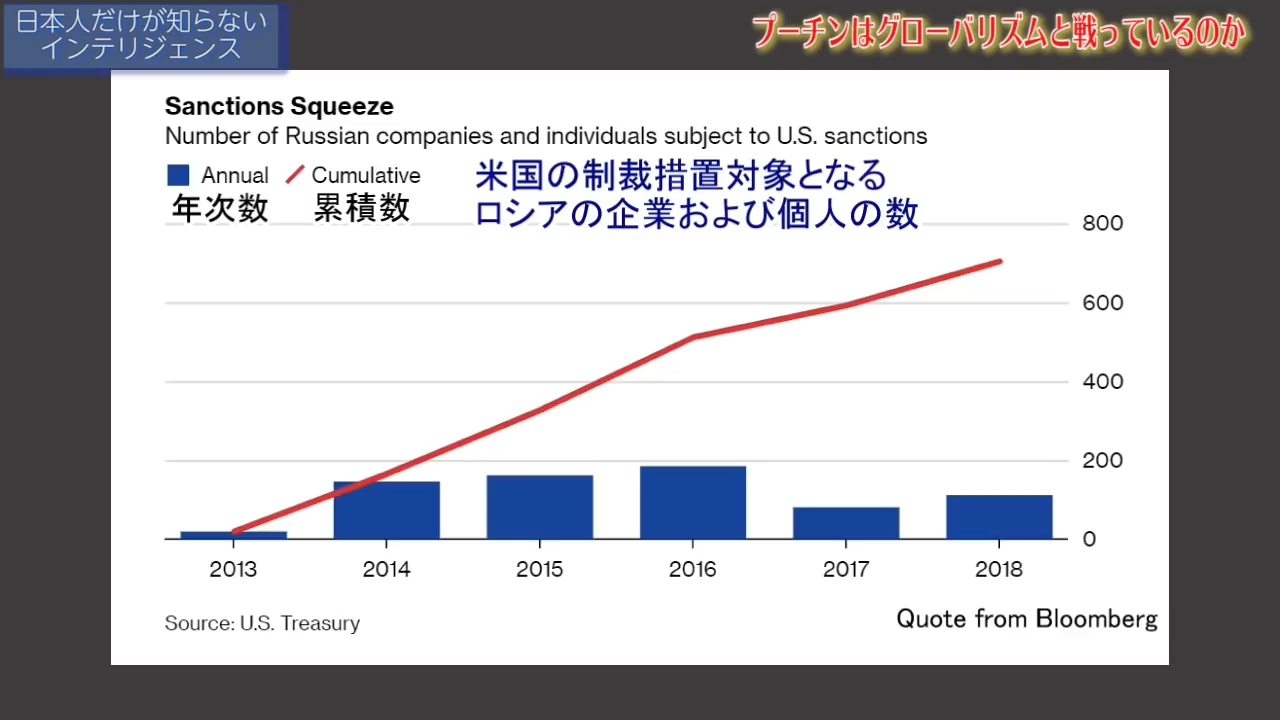 日本人だけが知らない
インテリジェンス
プーチンはグローバリズムと戦っているのか
Sanctions Squeeze
Number of Russian companies and individuals subject to U.S. sanctions
Annual Cumulative
年次数 累積数
米国の制裁措置対象となる
ロシアの企業および個人の数
800
600
400
200
0
2013 2014 2015 2016 2017 2018
Source: U.S. Treasury
Quote from Bloomberg